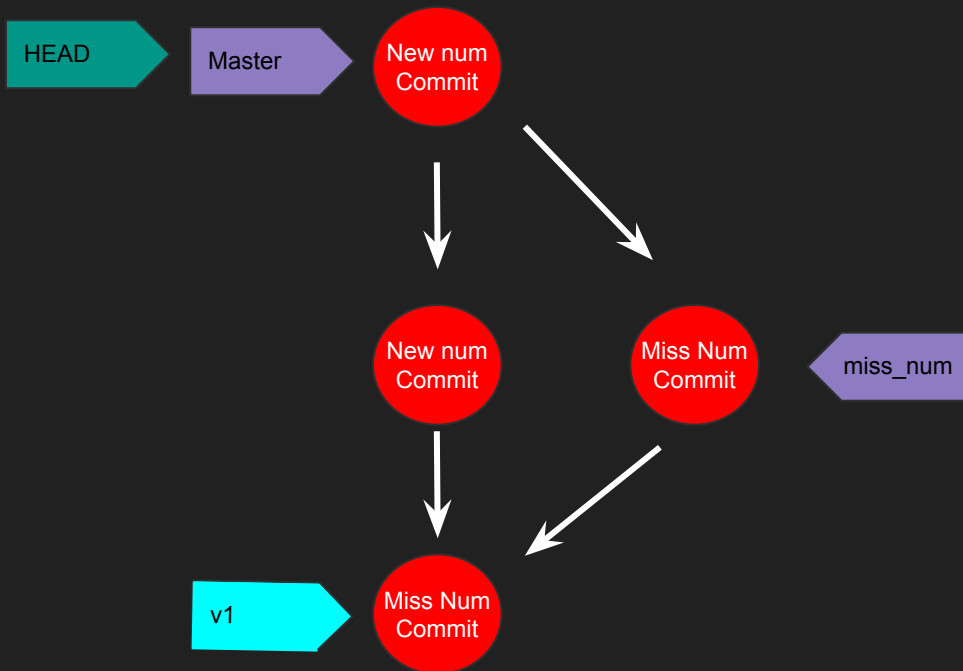 HEAD
Master
New num
Commit
New num
Commit
Miss Num
Commit
miss_num
v1
Miss Num
Commit